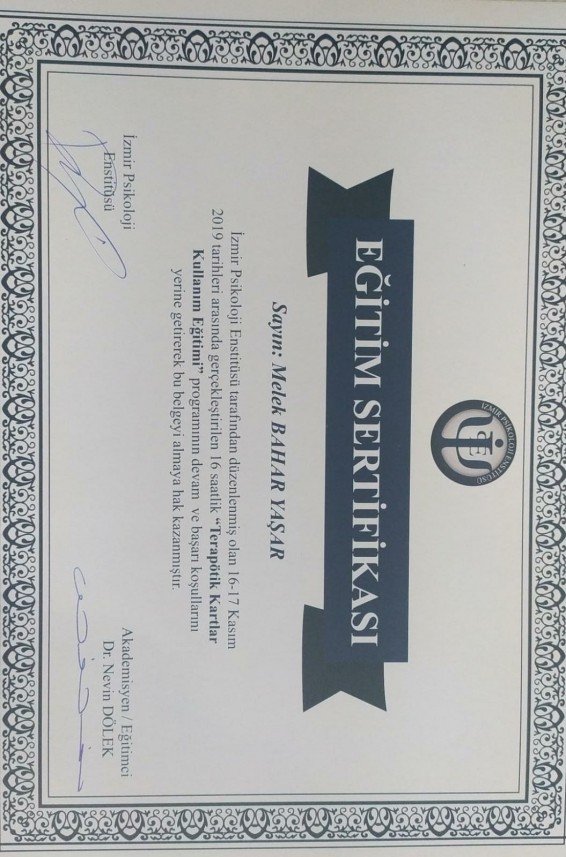 İZMİR PSİKOLOJİ ENSTİTÜSÜ
İPE
EĞİTİM SERTİFİKASI
Sayın: Melek BAHAR YAŞAR
İzmir Psikoloji Enstitüsü tarafından düzenlenmiş olan 16-17 Kasım
2019 tarihleri arasında gerçekleştirilen 16 saatlik “Terapötik Kartlar
Kullanım Eğitimi” programının devam ve başarı koşullarını
yerine getirerek bu belgeyi almaya hak kazanmıştır.
İzmir Psikoloji
Enstitüsü
Akademisyen / Eğitimci
Dr. Nevin DÖLEK